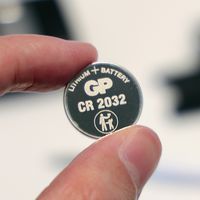 LITHIUM + BATTERY
GP
CR 2032